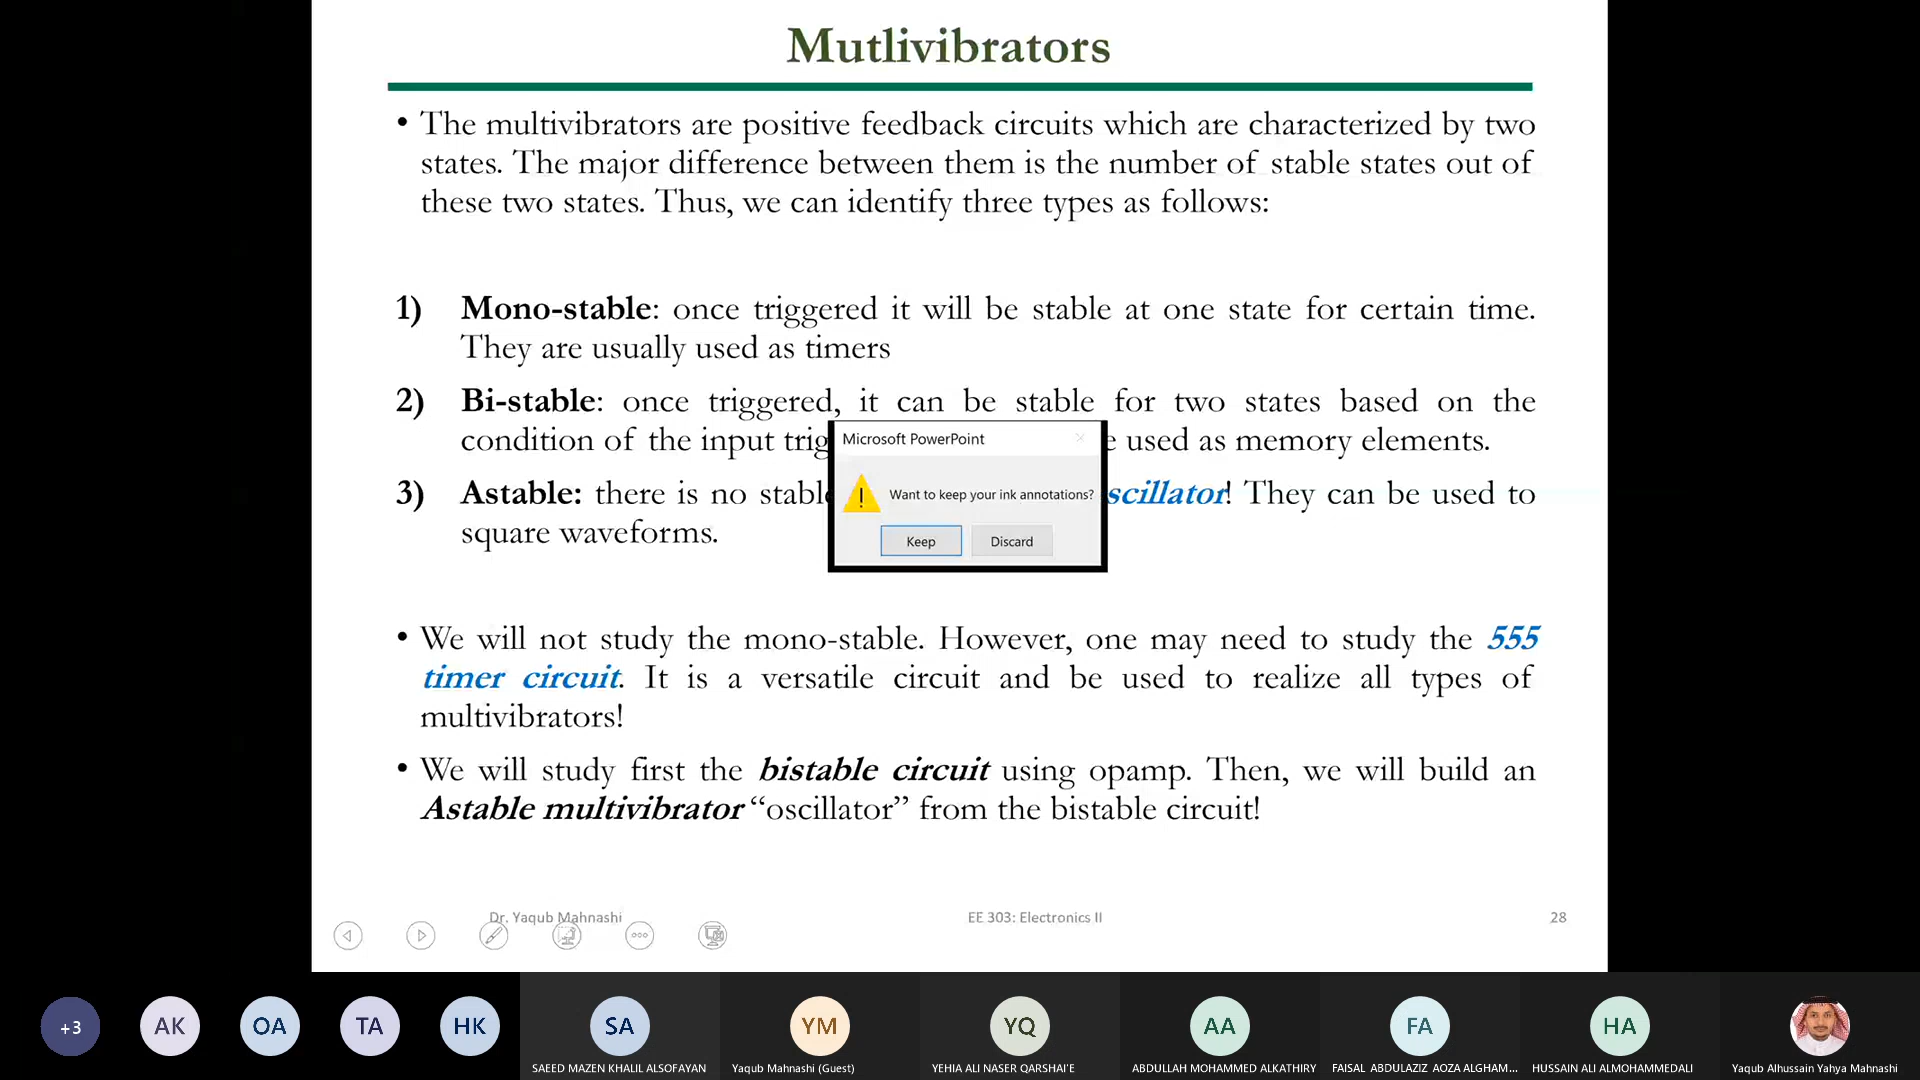 Mutlivibrators
• The multivibrators are positive feedback circuits which are characterized by two
states. The major difference between them is the number of stable states out of
these two states. Thus, we can identify three types as follows:
1) Mono-stable: once triggered it will be stable at one state for certain time.
They are usually used as timers
2) Bi-stable: once triggered, it can be stable for two states based on the
condition of the input trig e used as memory elements.
3) Astable: there is no stabl scillator! They can be used to
square waveforms.
Microsoft PowerPoint
Want to keep your ink annotations?
Keep Discard
• We will not study the mono-stable. However, one may need to study the 555
timer circuit. It is a versatile circuit and be used to realize all types of
multivibrators!
• We will study first the bistable circuit using opamp. Then, we will build an
Astable multivibrator “oscillator” from the bistable circuit!
Dr. Yaqub Mahnashi EE 303: Electronics II 28
+3 AK OA TA HK SA YM YQ AA FA HA
SAEED MAZEN KHALIL ALSOFAYAN Yaqub Mahnashi (Guest) YEHIA ALI NASER QARSHAI'E ABDULLAH MOHAMMED ALKATHIRY FAISAL ABDULAZIZ AOZA ALGHAM... HUSSAIN ALI ALMOHAMMEDALI Yaqub Alhussain Yahya Mahnashi